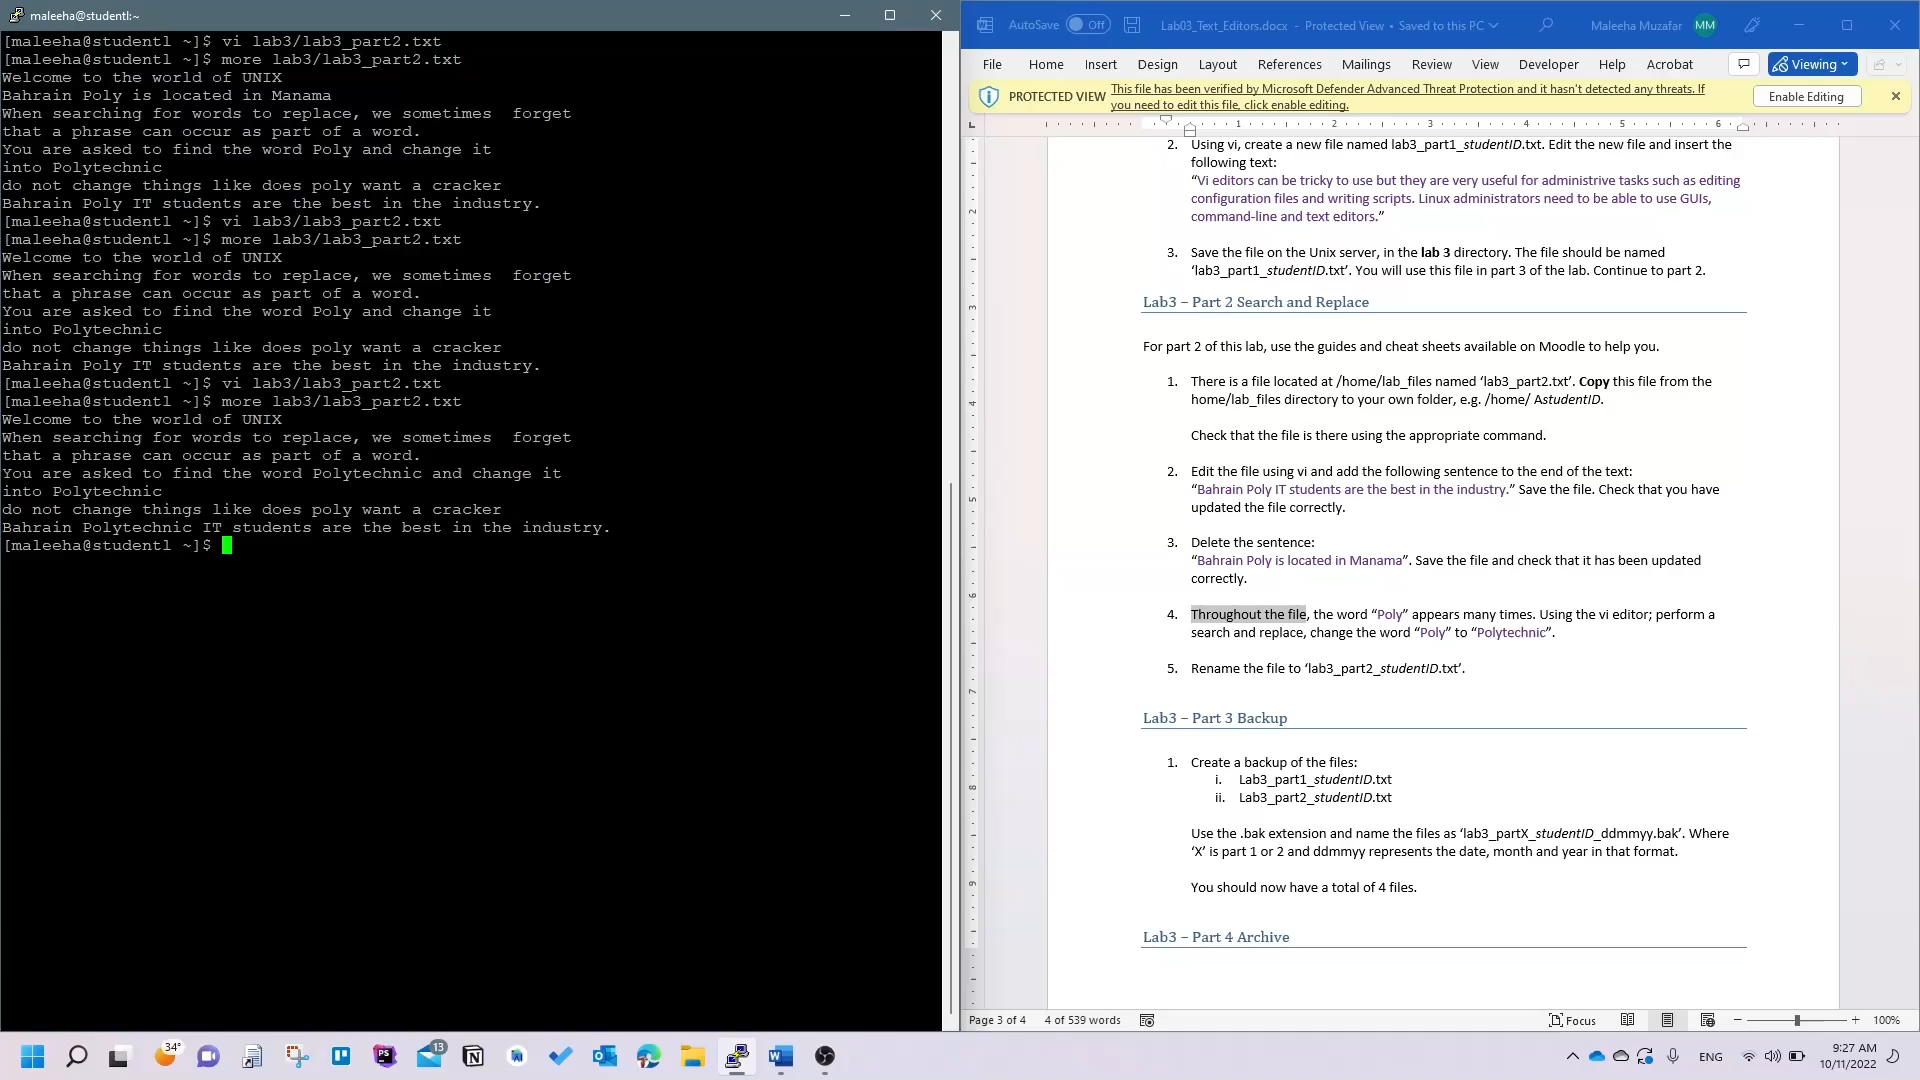 maleeha@studentl:~
[maleeha@studentl ~]$ vi lab3/lab3_part2.txt
[maleeha@studentl ~]$ more lab3/lab3_part2.txt
Welcome to the world of UNIX
Bahrain Poly is located in Manama
When searching for words to replace, we sometimes  forget
that a phrase can occur as part of a word.
You are asked to find the word Poly and change it
into Polytechnic
do not change things like does poly want a cracker
Bahrain Poly IT students are the best in the industry.
[maleeha@studentl ~]$ vi lab3/lab3_part2.txt
[maleeha@studentl ~]$ more lab3/lab3_part2.txt
Welcome to the world of UNIX
When searching for words to replace, we sometimes  forget
that a phrase can occur as part of a word.
You are asked to find the word Poly and change it
into Polytechnic
do not change things like does poly want a cracker
Bahrain Poly IT students are the best in the industry.
[maleeha@studentl ~]$ vi lab3/lab3_part2.txt
[maleeha@studentl ~]$ more lab3/lab3_part2.txt
Welcome to the world of UNIX
When searching for words to replace, we sometimes  forget
that a phrase can occur as part of a word.
You are asked to find the word Polytechnic and change it
into Polytechnic
do not change things like does poly want a cracker
Bahrain Polytechnic IT students are the best in the industry.
[maleeha@studentl ~]$
AutoSave Off Lab03_Text_Editors.docx - Protected View • Saved to this PC Maleeha Muzafar MM
File Home Insert Design Layout References Mailings Review View Developer Help Acrobat Viewing
PROTECTED VIEW This file has been verified by Microsoft Defender Advanced Threat Protection and it hasn't detected any threats. If
you need to edit this file, click enable editing. Enable Editing
1 2 3 4 5 6
2. Using vi, create a new file named lab3_part1_studentID.txt. Edit the new file and insert the
following text:
“Vi editors can be tricky to use but they are very useful for administrive tasks such as editing
configuration files and writing scripts. Linux administrators need to be able to use GUIs,
command-line and text editors.”
3. Save the file on the Unix server, in the lab 3 directory. The file should be named
‘lab3_part1_studentID.txt’. You will use this file in part 3 of the lab. Continue to part 2.
Lab3 – Part 2 Search and Replace
For part 2 of this lab, use the guides and cheat sheets available on Moodle to help you.
1. There is a file located at /home/lab_files named ‘lab3_part2.txt’. Copy this file from the
home/lab_files directory to your own folder, e.g. /home/ AstudentID.
Check that the file is there using the appropriate command.
2. Edit the file using vi and add the following sentence to the end of the text:
“Bahrain Poly IT students are the best in the industry.” Save the file. Check that you have
updated the file correctly.
3. Delete the sentence:
“Bahrain Poly is located in Manama”. Save the file and check that it has been updated
correctly.
4. Throughout the file, the word “Poly” appears many times. Using the vi editor; perform a
search and replace, change the word “Poly” to “Polytechnic”.
5. Rename the file to ‘lab3_part2_studentID.txt’.
Lab3 – Part 3 Backup
1. Create a backup of the files:
i. Lab3_part1_studentID.txt
ii. Lab3_part2_studentID.txt
Use the .bak extension and name the files as ‘lab3_partX_studentID_ddmmyy.bak’. Where
‘X’ is part 1 or 2 and ddmmyy represents the date, month and year in that format.
You should now have a total of 4 files.
Lab3 – Part 4 Archive
2
3
4
5
6
7
8
9
Page 3 of 4 4 of 539 words Focus 100%
34° PS 13 ENG 9:27 AM
10/11/2022